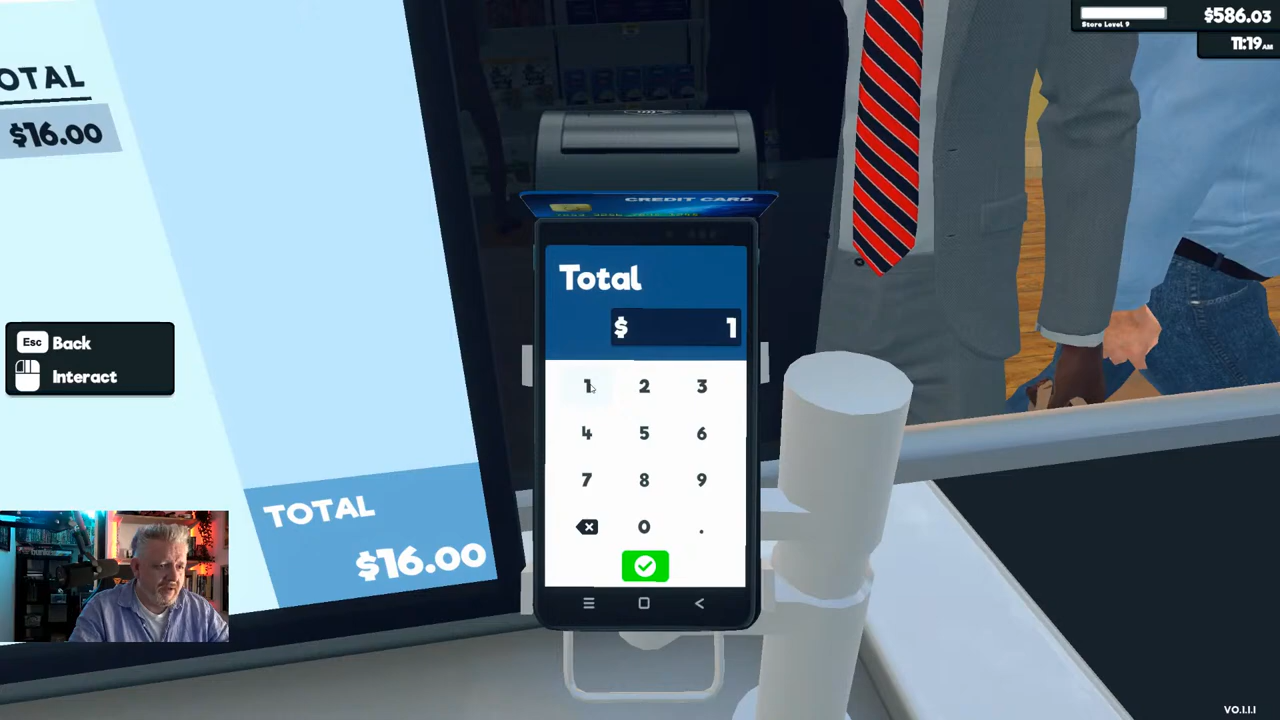 Store Level 9
$586.03
11:19AM
OTAL
$16.00
CREDIT CARD
Total
$ 1
Esc Back
Interact
1 2 3
4 5 6
7 8 9
0 .
TOTAL
$16.00
V0.1.1.1